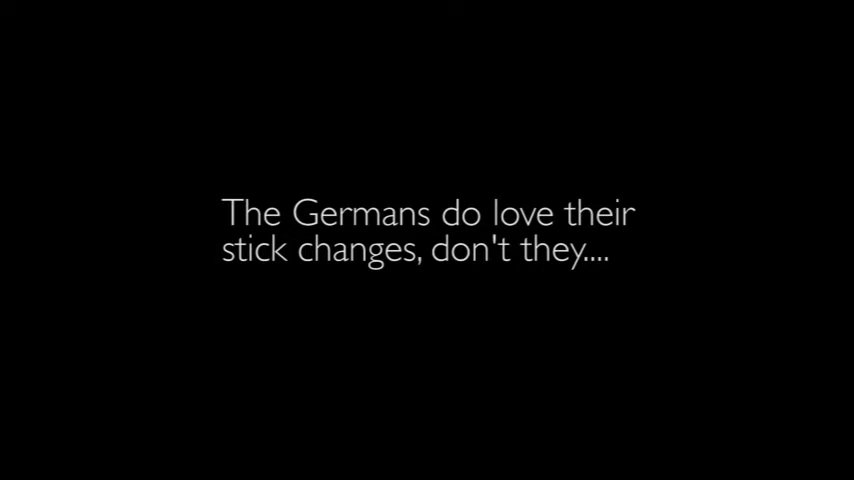 The Germans do love their
stick changes, don't they....